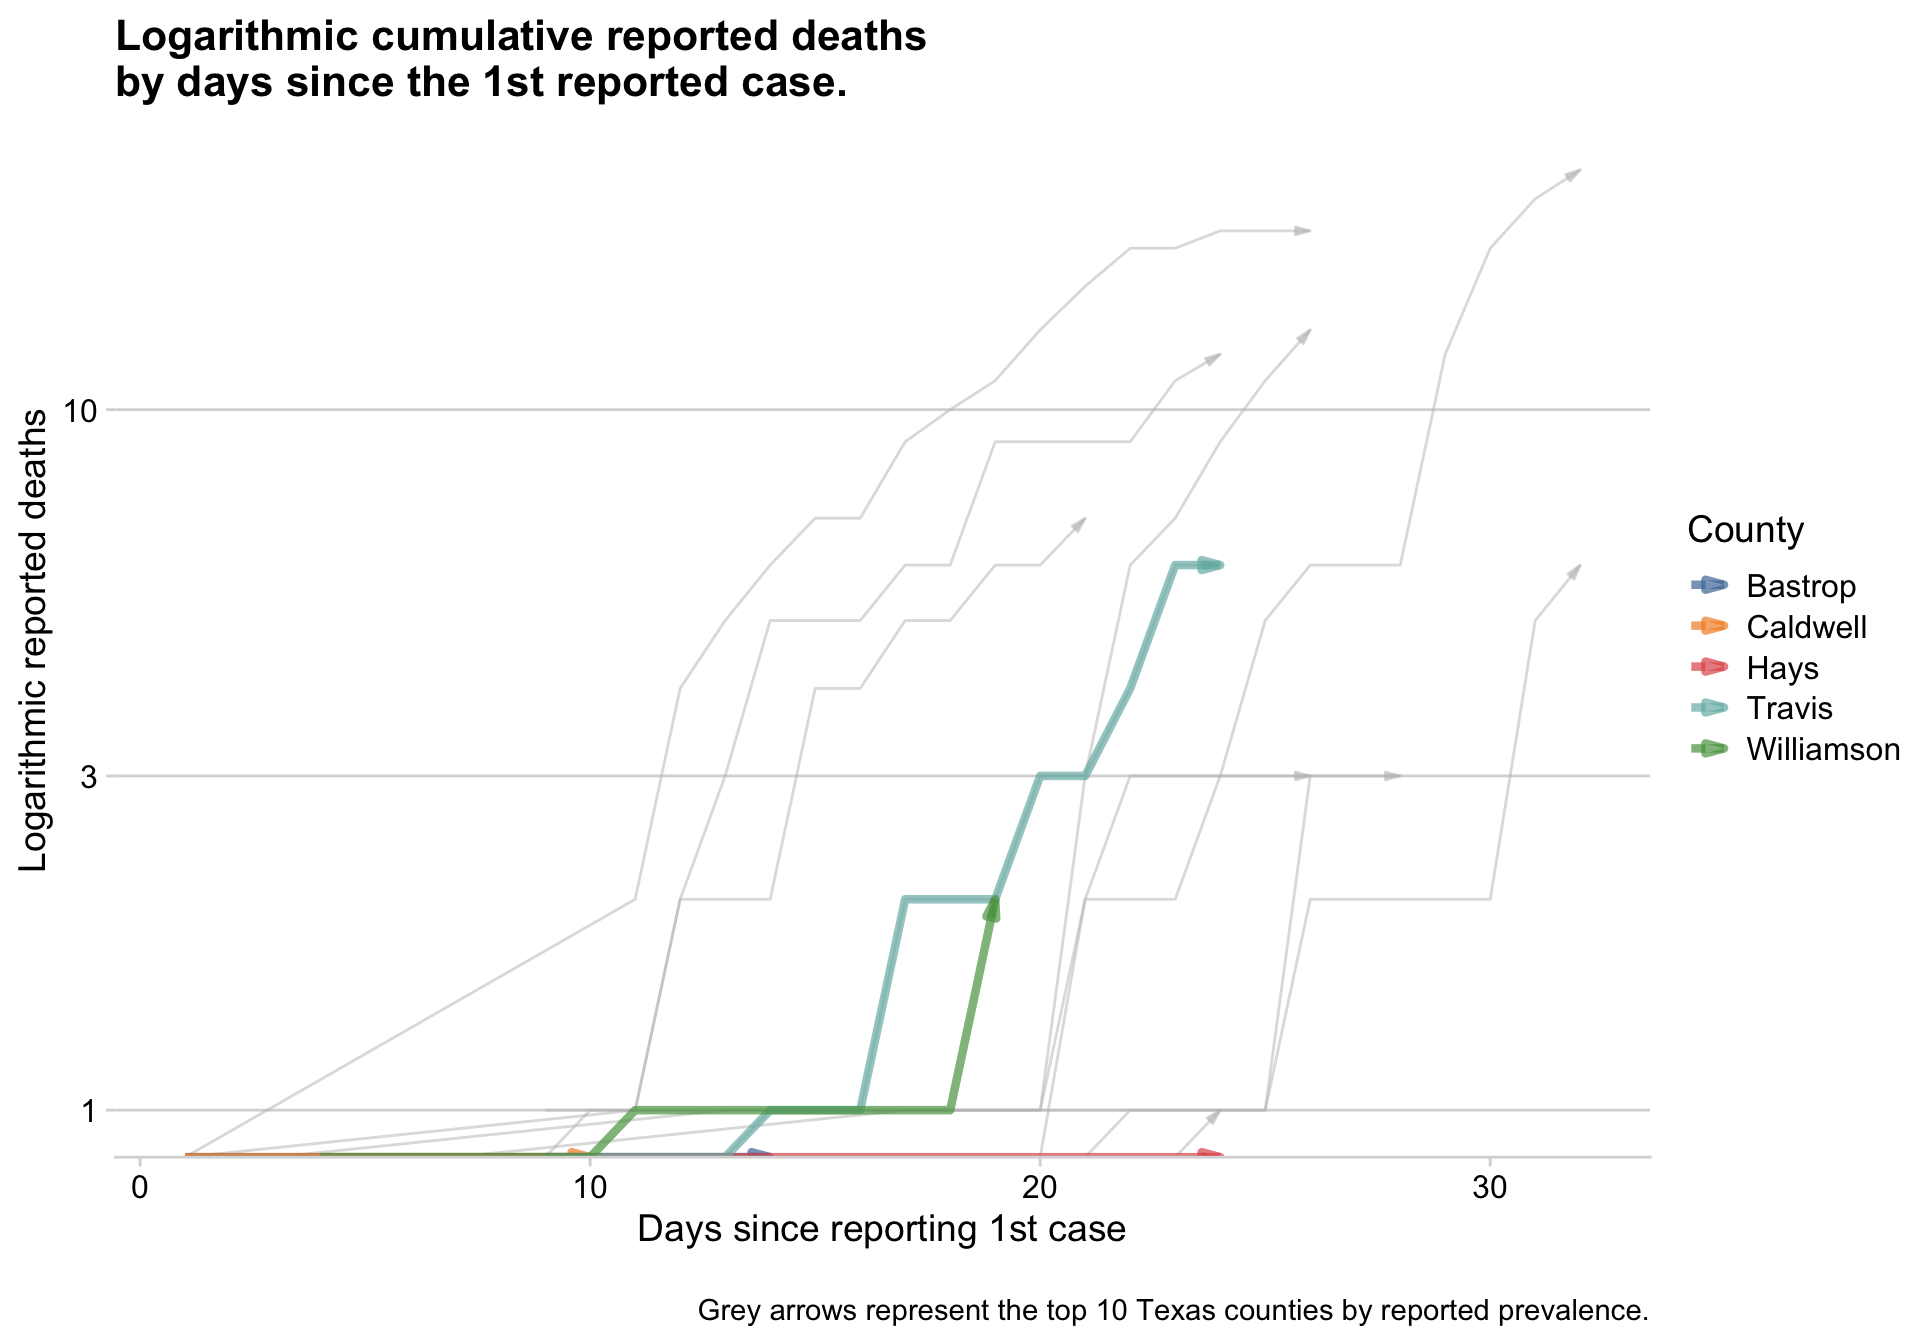 Logarithmic cumulative reported deaths
by days since the 1st reported case.
Logarithmic reported deaths
10
3
1
0
10
20
30
Days since reporting 1st case
County
Bastrop
Caldwell
Hays
Travis
Williamson
Grey arrows represent the top 10 Texas counties by reported prevalence.